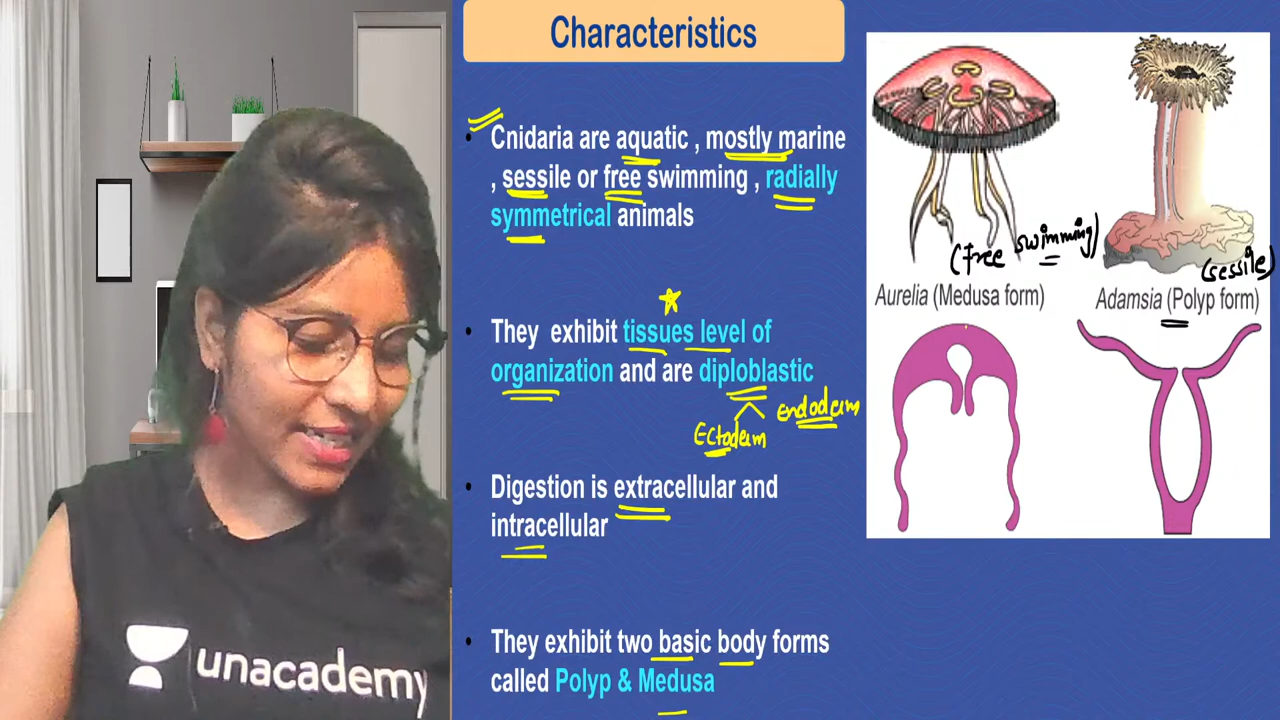 Characteristics
• Cnidaria are aquatic , mostly marine
, sessile or free swimming , radially
symmetrical animals
• They exhibit tissues level of
organization and are diploblastic
Endoderm
Ectoderm
• Digestion is extracellular and
intracellular
• They exhibit two basic body forms
called Polyp & Medusa
(free swimming)
(sessile)
Aurelia (Medusa form)
Adamsia (Polyp form)
unacademy